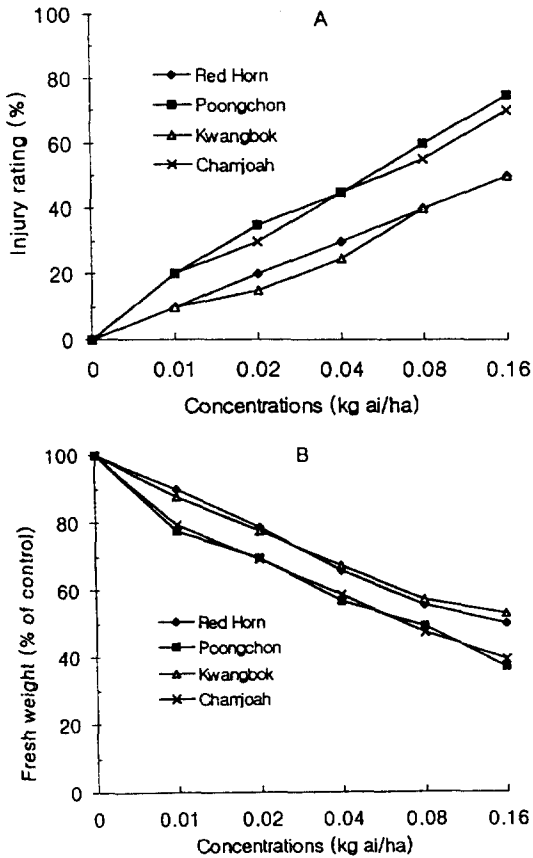 A
Injury rating (%)
100
80
60
40
20
0
Red Horn
Poongchon
Kwangbok
Charrjoah
0 0.01 0.02 0.04 0.08 0.16
Concentrations (kg ai/ha)
B
Fresh weight (% of control)
100
80
60
40
20
0
Red Horn
Poongchon
Kwangbok
Charrjoah
0 0.01 0.02 0.04 0.08 0.16
Concentrations (kg ai/ha)